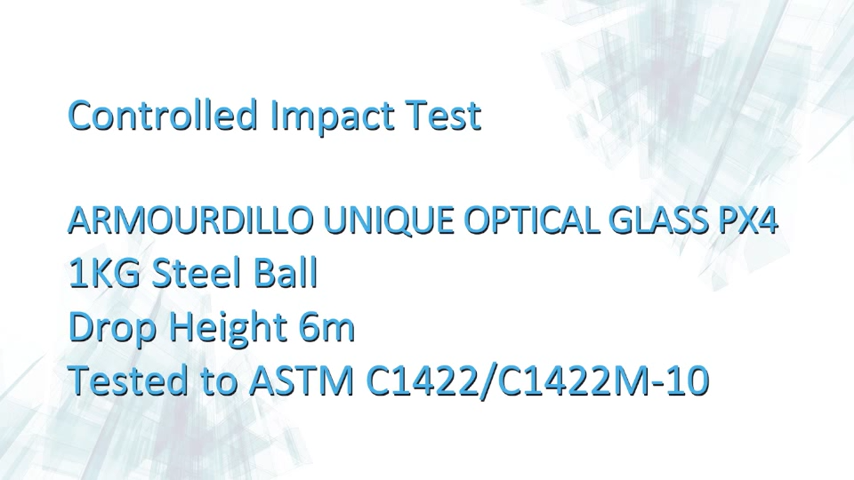 Controlled Impact Test
ARMOURDILLO UNIQUE OPTICAL GLASS PX4
1KG Steel Ball
Drop Height 6m
Tested to ASTM C1422/C1422M-10